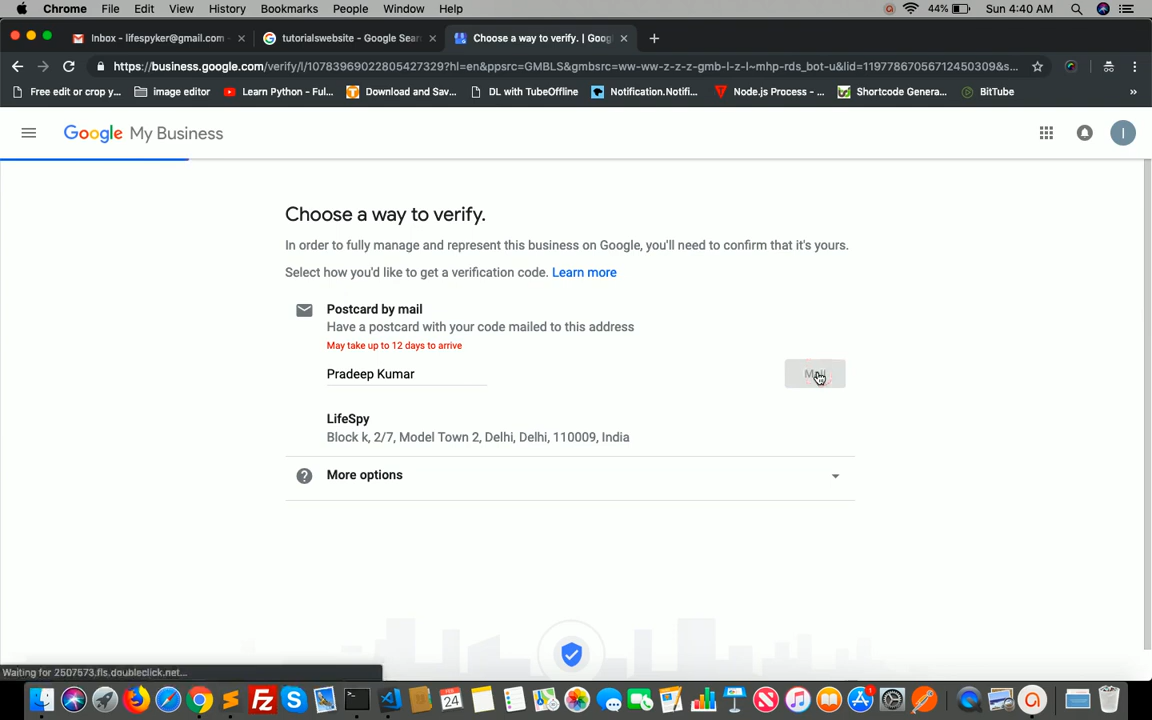 Chrome File Edit View History Bookmarks People Window Help 44% Sun 4:40 AM
Inbox - lifespyker@gmail.com - tutorialswebsite - Google Sear Choose a way to verify. | Goog
https://business.google.com/verify/l/10783969022805427329?hl=en&ppsrc=GMBLS&gmbsrc=ww-ww-z-z-z-gmb-l-z-l~mhp-rds_bot-u&lid=11977867056712450309&s...
Free edit or crop y... image editor Learn Python - Ful... Download and Sav... DL with TubeOffline Notification.Notifi... Node.js Process - ... Shortcode Genera... BitTube »
Google My Business I
Choose a way to verify.
In order to fully manage and represent this business on Google, you'll need to confirm that it's yours.
Select how you'd like to get a verification code. Learn more
Postcard by mail
Have a postcard with your code mailed to this address
May take up to 12 days to arrive
Pradeep Kumar
LifeSpy
Block k, 2/7, Model Town 2, Delhi, Delhi, 110009, India
More options
Waiting for 2507573.fls.doubleclick.net...
24
1